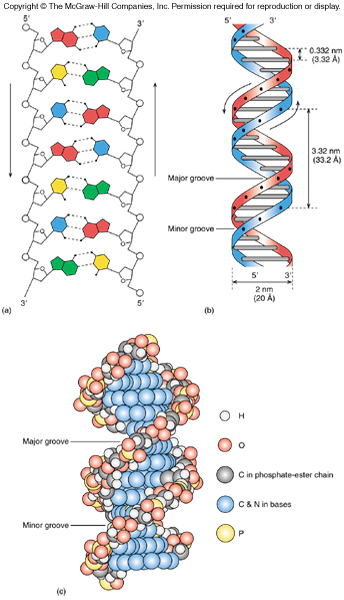 Copyright © The McGraw-Hill Companies, Inc. Permission required for reproduction or display.
5′ 3′
3′ 5′
(a)
5′ 3′
0.332 nm
(3.32 Å)
3.32 nm
(33.2 Å)
Major groove
Minor groove
5′ 3′
2 nm
(20 Å)
(b)
Major groove
Minor groove
H
O
C in phosphate-ester chain
C & N in bases
P
(c)